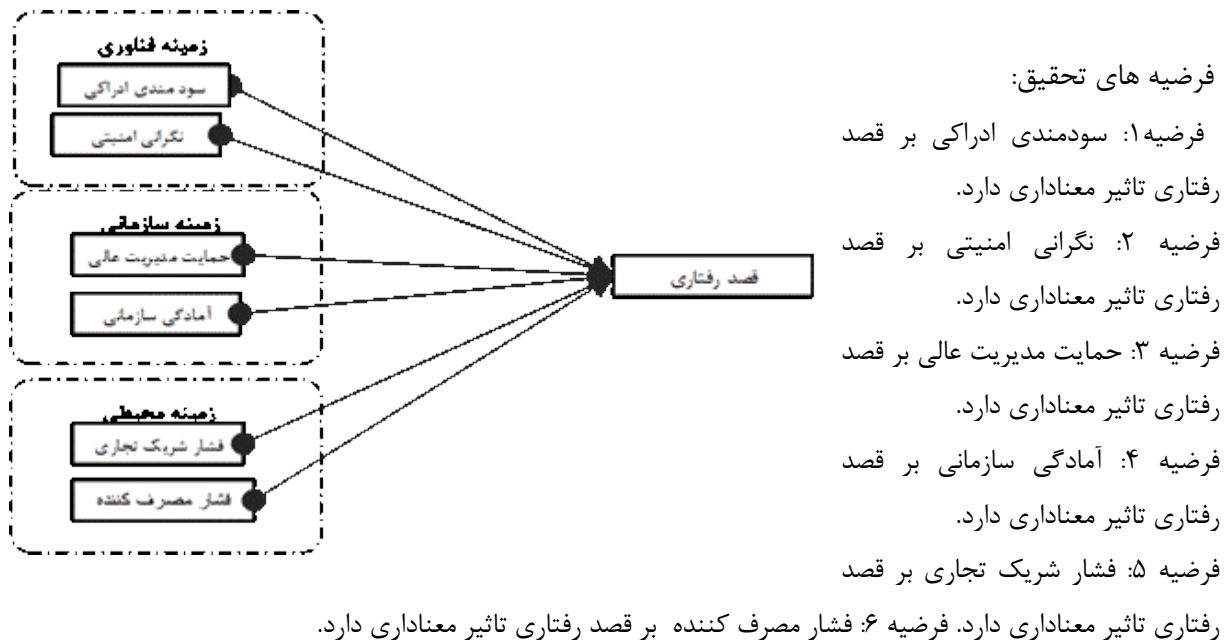 زمینه فناوری
سود مندی ادراکی
نگرانی امنیتی
زمینه سازمانی
حمایت مدیریت عالی
آمادگی سازمانی
زمینه محیطی
فشار شریک تجاری
فشار مصرف کننده
قصد رفتاری
فرضیه های تحقیق:
فرضیه۱: سودمندی ادراکی بر قصد
رفتاری تاثیر معناداری دارد.
فرضیه ۲: نگرانی امنیتی بر قصد
رفتاری تاثیر معناداری دارد.
فرضیه ۳: حمایت مدیریت عالی بر قصد
رفتاری تاثیر معناداری دارد.
فرضیه ۴: آمادگی سازمانی بر قصد
رفتاری تاثیر معناداری دارد.
فرضیه ۵: فشار شریک تجاری بر قصد
رفتاری تاثیر معناداری دارد. فرضیه ۶: فشار مصرف کننده بر قصد رفتاری تاثیر معناداری دارد.